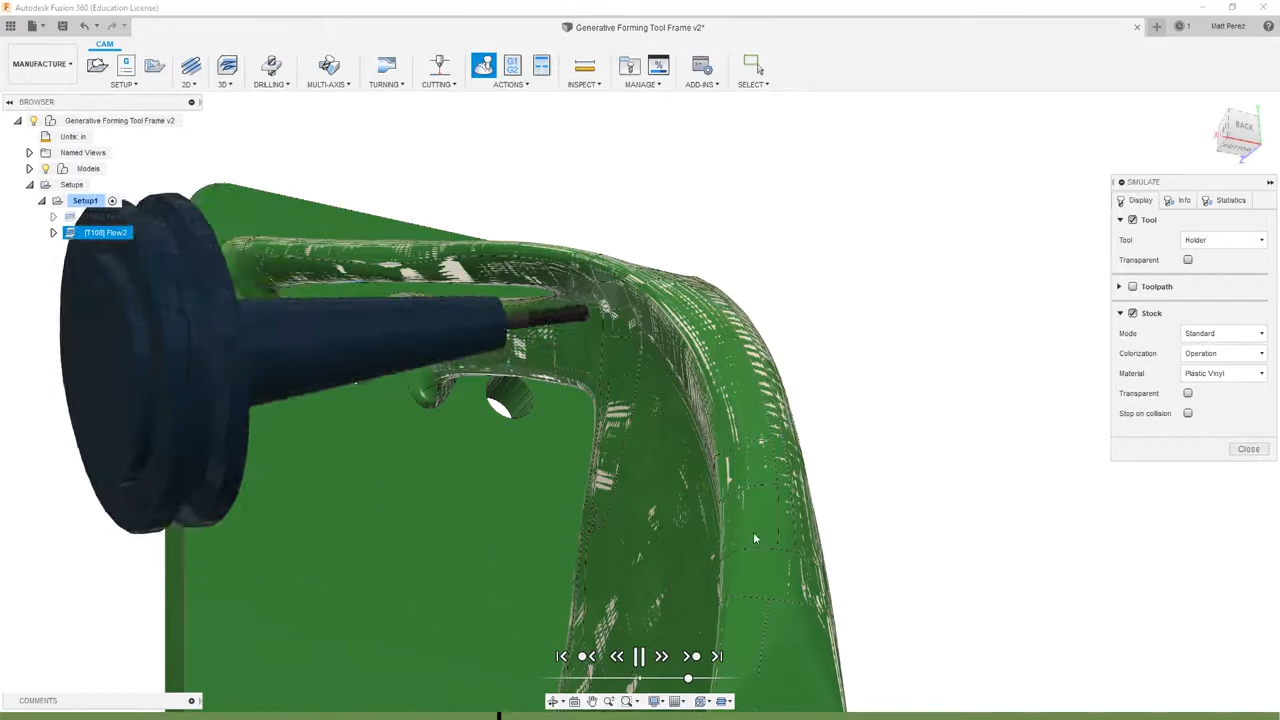 Autodesk Fusion 360 (Education License)
Generative Forming Tool Frame v2*
1
Matt Perez
CAM
MANUFACTURE
G
G1
G2
%
SETUP
2D
3D
DRILLING
MULTI-AXIS
TURNING
CUTTING
ACTIONS
INSPECT
MANAGE
ADD-INS
SELECT
BROWSER
Generative Forming Tool Frame v2
Units: in
Named Views
Models
Setups
Setup1
[T108] Flow2
BACK
Y
X
Z
SIMULATE
Display
Info
Statistics
Tool
Tool
Holder
Transparent
Toolpath
Stock
Mode
Standard
Colorization
Operation
Material
Plastic Vinyl
Transparent
Stop on collision
Close
COMMENTS